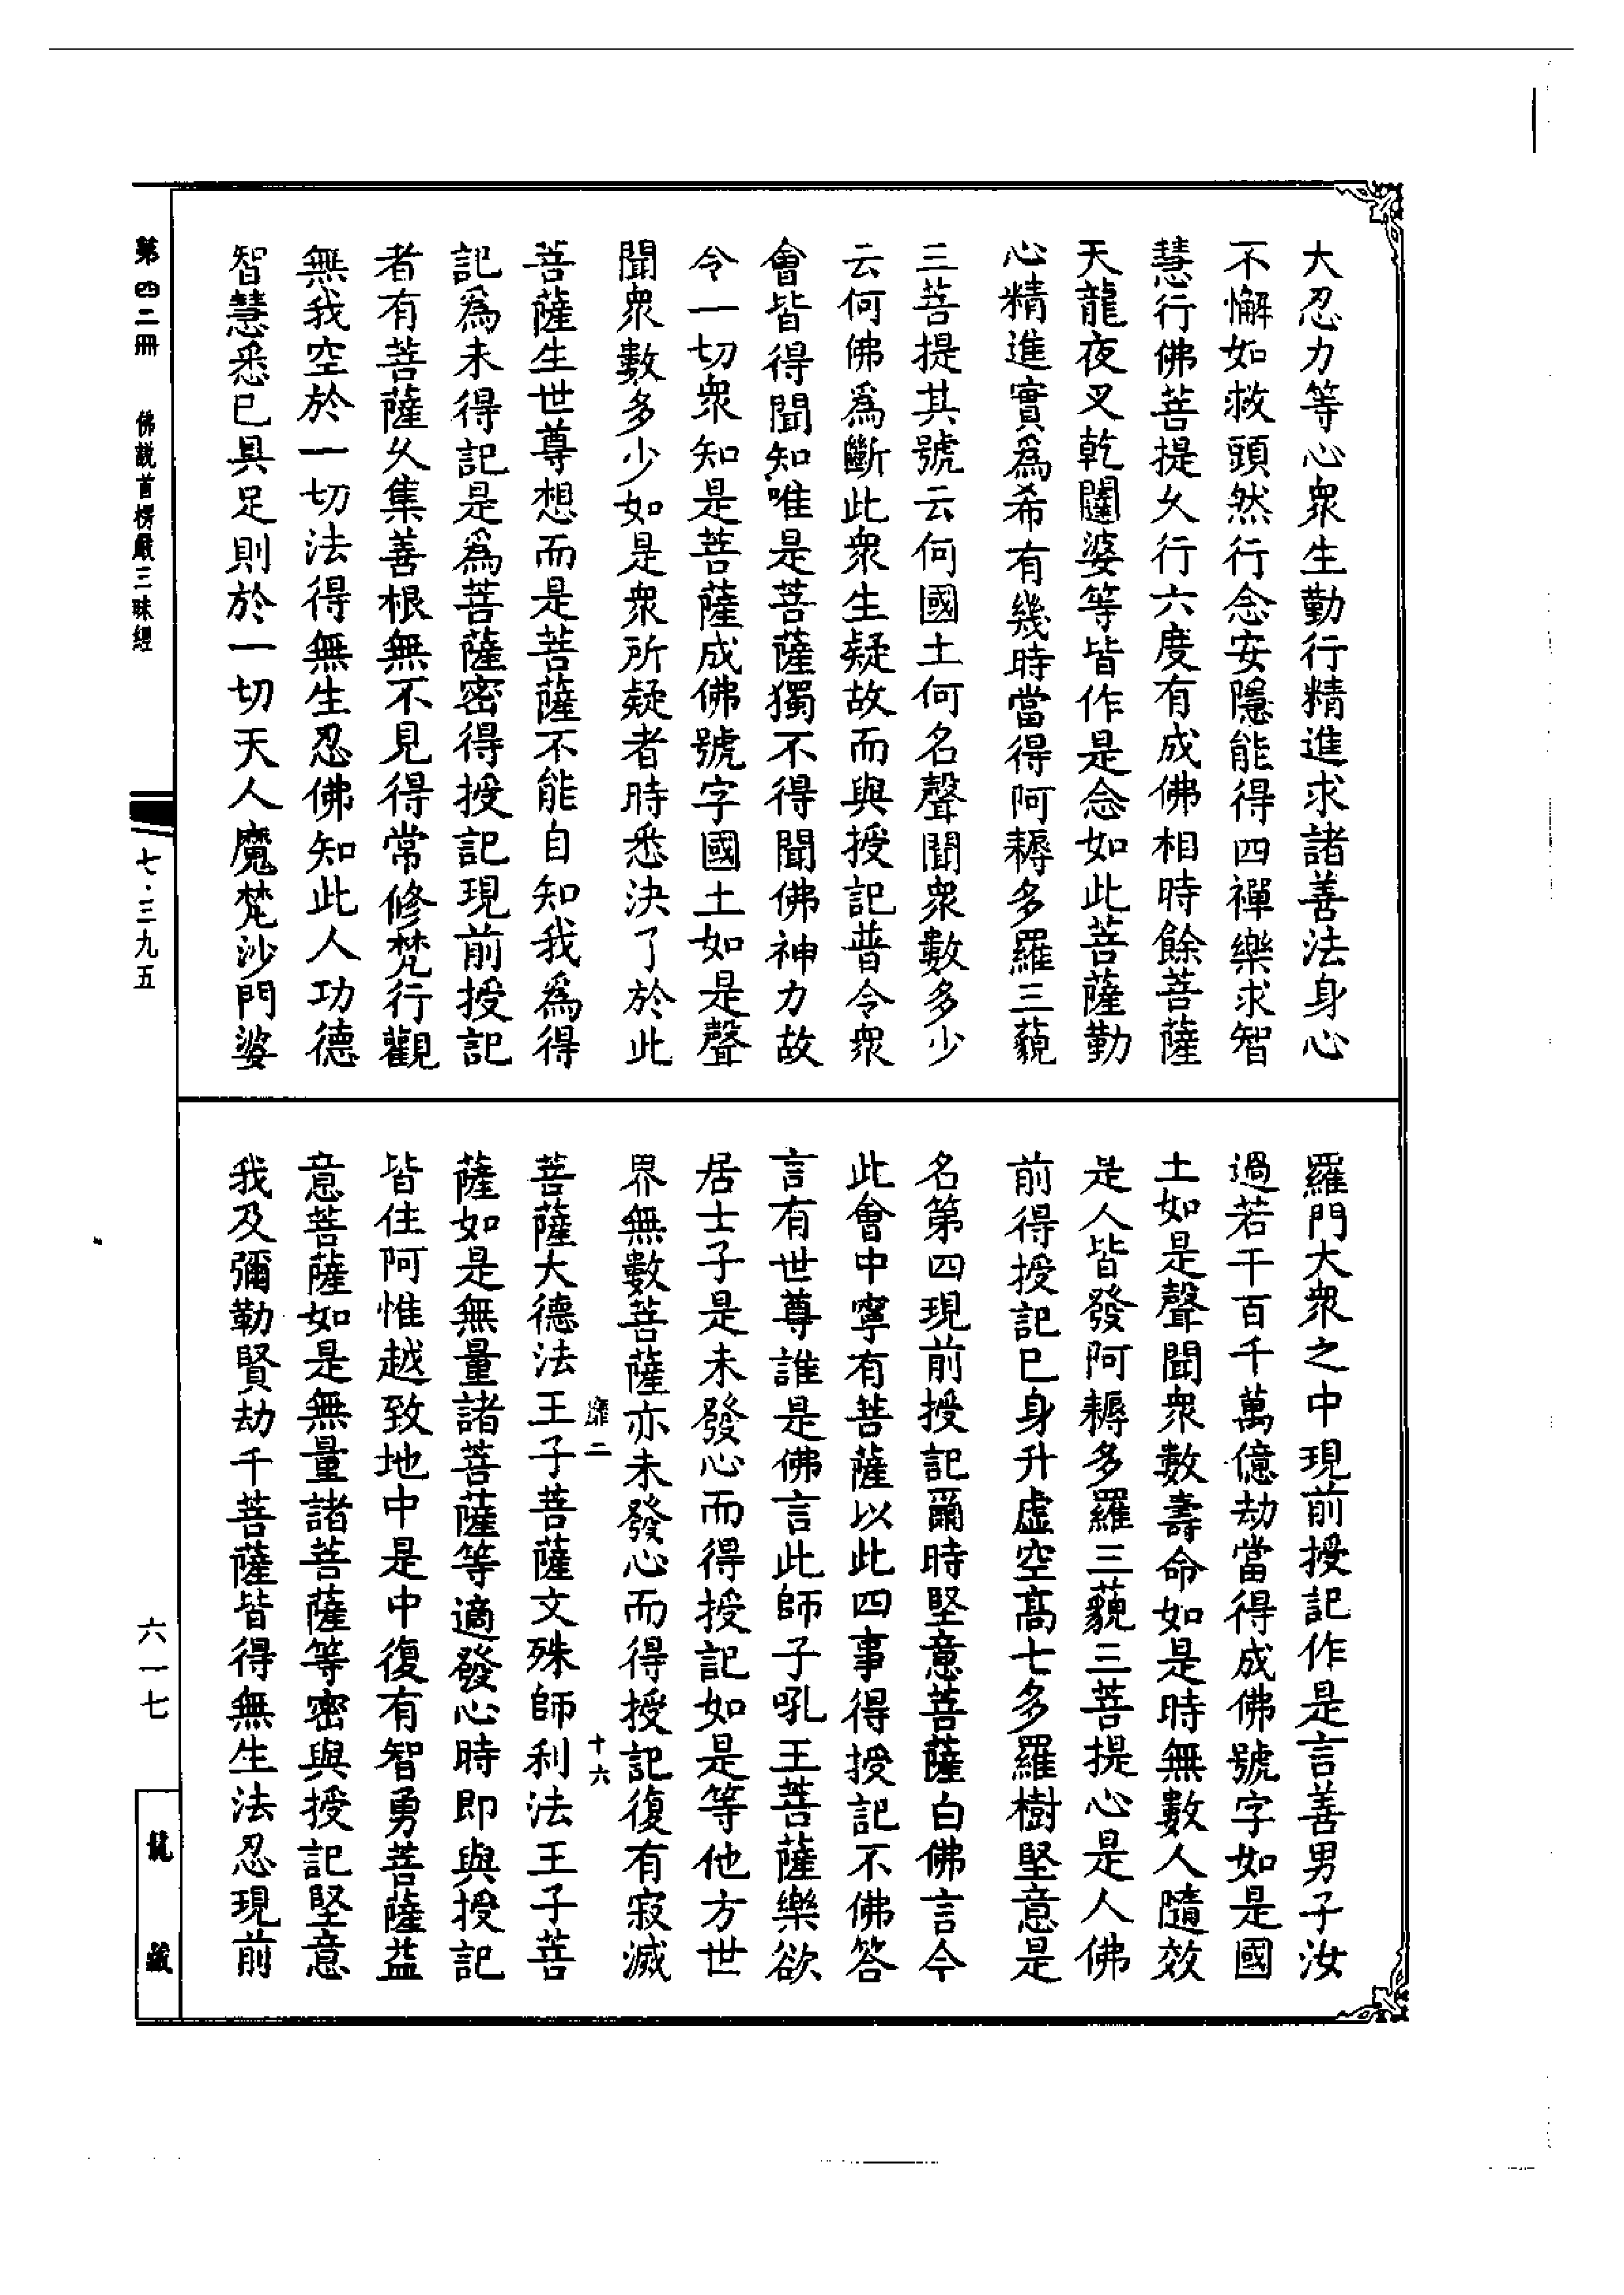 大忍力等心衆生勤行精進求諸善法身心
不懈如救頭然行念安隱能得四禪樂求智
慧行佛菩提乆行六度有成佛相時餘菩薩
天龍夜叉乾闥婆等皆作是念如此菩薩勤
心精進實爲希有幾時當得阿耨多羅三藐
三菩提其號云何國土何名聲聞衆數多少
云何佛爲斷此衆生疑故而與授記普令衆
會皆得聞知唯是菩薩獨不得聞佛神力故
令一切衆知是菩薩成佛號字國土如是聲
聞衆數多少如是衆所疑者時悉決了於此
菩薩生世尊想而是菩薩不能自知我爲得
記爲未得記是爲菩薩密得授記現前授記
者有菩薩乆集善根無不見得常修梵行觀
無我空於一切法得無生忍佛知此人功德
智慧悉已具足則於一切天人魔梵沙門婆
羅門大衆之中現前授記作是言善男子汝
過若干百千萬億劫當得成佛號字如是國
土如是聲聞衆數壽命如是時無數人隨效
是人皆發阿耨多羅三藐三菩提心是人佛
前得授記已身升虛空高七多羅樹堅意是
名第四現前授記爾時堅意菩薩白佛言今
此會中寧有菩薩以此四事得授記不佛答
言有世尊誰是佛言此師子吼王菩薩樂欲
居士子是未發心而得授記如是等他方世
界無數菩薩亦未發心而得授記復有寂滅
靡二　十六
菩薩大德法王子菩薩文殊師利法王子菩
薩如是無量諸菩薩等適發心時即與授記
皆住阿惟越致地中是中復有智勇菩薩益
意菩薩如是無量諸菩薩等密與授記堅意
我及彌勒賢劫千菩薩皆得無生法忍現前
第四二冊　佛説首楞嚴三昧經
七·三九五
六一七
龍藏